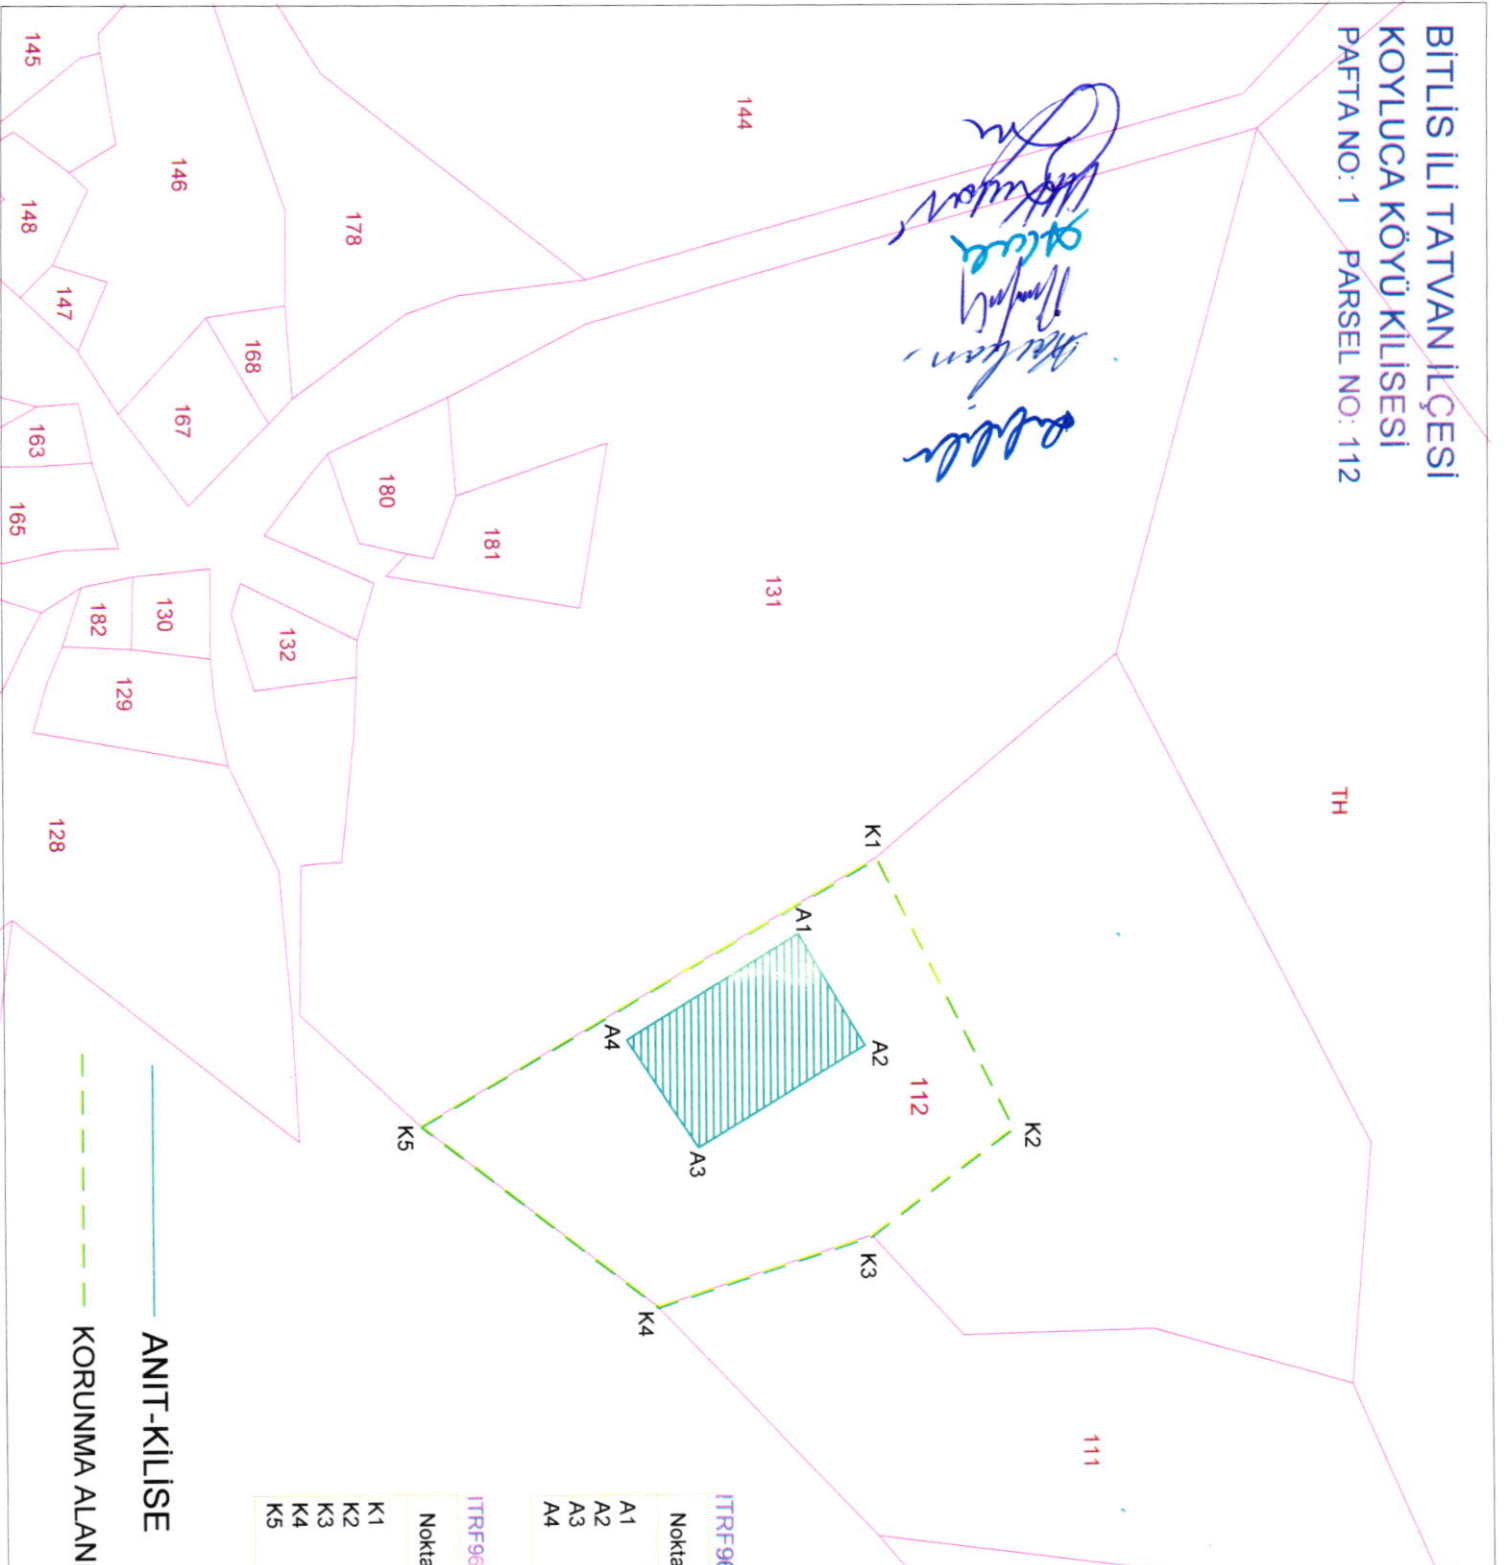 BİTLİS İLİ TATVAN İLÇESİ
KOYLUCA KÖYÜ KİLİSESİ
PAFTA NO: 1 PARSEL NO: 112
TH
111
144
131
112
K1
K2
K3
K4
K5
A1
A2
A3
A4
178
181
180
168
132
167
146
130
129
182
147
128
163
148
145
165
ANIT-KİLİSE
KORUNMA ALAN
ITRF96
Nokta
A1
A2
A3
A4
ITRF96
Nokta
K1
K2
K3
K4
K5